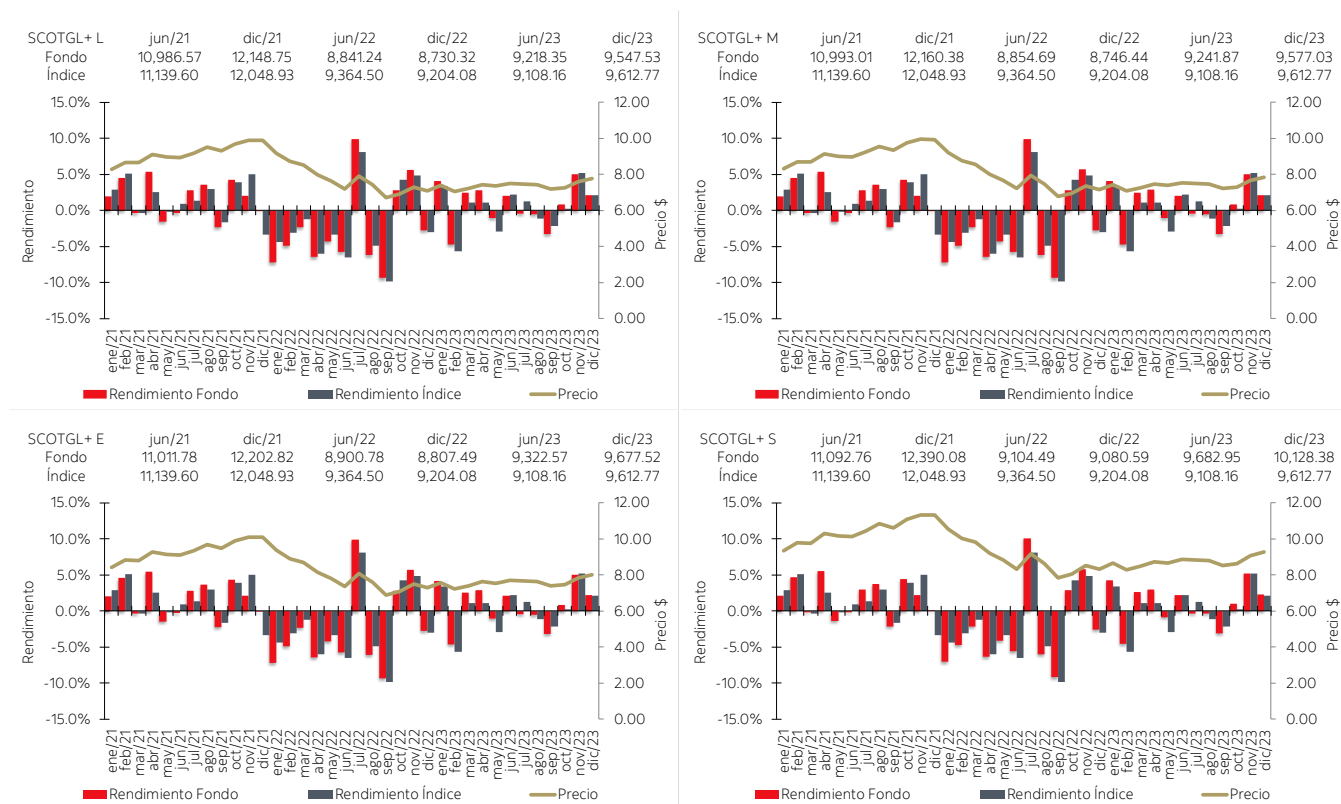 SCOTGL+ L jun/21 dic/21 jun/22 dic/22 jun/23 dic/23
Fondo 10,986.57 12,148.75 8,841.24 8,730.32 9,218.35 9,547.53
Índice 11,139.60 12,048.93 9,364.50 9,204.08 9,108.16 9,612.77
15.0% 12.00
10.0% 10.00
5.0% 8.00
0.0% 6.00
-5.0% 4.00
-10.0% 2.00
-15.0% 0.00
Rendimiento
Precio $
ene/21 feb/21 mar/21 abr/21 may/21 jun/21 jul/21 ago/21 sep/21 oct/21 nov/21 dic/21 ene/22 feb/22 mar/22 abr/22 may/22 jun/22 jul/22 ago/22 sep/22 oct/22 nov/22 dic/22 ene/23 feb/23 mar/23 abr/23 may/23 jun/23 jul/23 ago/23 sep/23 oct/23 nov/23 dic/23
Rendimiento Fondo Rendimiento Índice Precio
SCOTGL+ M jun/21 dic/21 jun/22 dic/22 jun/23 dic/23
Fondo 10,993.01 12,160.38 8,854.69 8,746.44 9,241.87 9,577.03
Índice 11,139.60 12,048.93 9,364.50 9,204.08 9,108.16 9,612.77
15.0% 12.00
10.0% 10.00
5.0% 8.00
0.0% 6.00
-5.0% 4.00
-10.0% 2.00
-15.0% 0.00
Rendimiento
Precio $
ene/21 feb/21 mar/21 abr/21 may/21 jun/21 jul/21 ago/21 sep/21 oct/21 nov/21 dic/21 ene/22 feb/22 mar/22 abr/22 may/22 jun/22 jul/22 ago/22 sep/22 oct/22 nov/22 dic/22 ene/23 feb/23 mar/23 abr/23 may/23 jun/23 jul/23 ago/23 sep/23 oct/23 nov/23 dic/23
Rendimiento Fondo Rendimiento Índice Precio
SCOTGL+ E jun/21 dic/21 jun/22 dic/22 jun/23 dic/23
Fondo 11,011.78 12,202.82 8,900.78 8,807.49 9,322.57 9,677.52
Índice 11,139.60 12,048.93 9,364.50 9,204.08 9,108.16 9,612.77
15.0% 12.00
10.0% 10.00
5.0% 8.00
0.0% 6.00
-5.0% 4.00
-10.0% 2.00
-15.0% 0.00
Rendimiento
Precio $
ene/21 feb/21 mar/21 abr/21 may/21 jun/21 jul/21 ago/21 sep/21 oct/21 nov/21 dic/21 ene/22 feb/22 mar/22 abr/22 may/22 jun/22 jul/22 ago/22 sep/22 oct/22 nov/22 dic/22 ene/23 feb/23 mar/23 abr/23 may/23 jun/23 jul/23 ago/23 sep/23 oct/23 nov/23 dic/23
Rendimiento Fondo Rendimiento Índice Precio
SCOTGL+ S jun/21 dic/21 jun/22 dic/22 jun/23 dic/23
Fondo 11,092.76 12,390.08 9,104.49 9,080.59 9,682.95 10,128.38
Índice 11,139.60 12,048.93 9,364.50 9,204.08 9,108.16 9,612.77
15.0% 12.00
10.0% 10.00
5.0% 8.00
0.0% 6.00
-5.0% 4.00
-10.0% 2.00
-15.0% 0.00
Rendimiento
Precio $
ene/21 feb/21 mar/21 abr/21 may/21 jun/21 jul/21 ago/21 sep/21 oct/21 nov/21 dic/21 ene/22 feb/22 mar/22 abr/22 may/22 jun/22 jul/22 ago/22 sep/22 oct/22 nov/22 dic/22 ene/23 feb/23 mar/23 abr/23 may/23 jun/23 jul/23 ago/23 sep/23 oct/23 nov/23 dic/23
Rendimiento Fondo Rendimiento Índice Precio